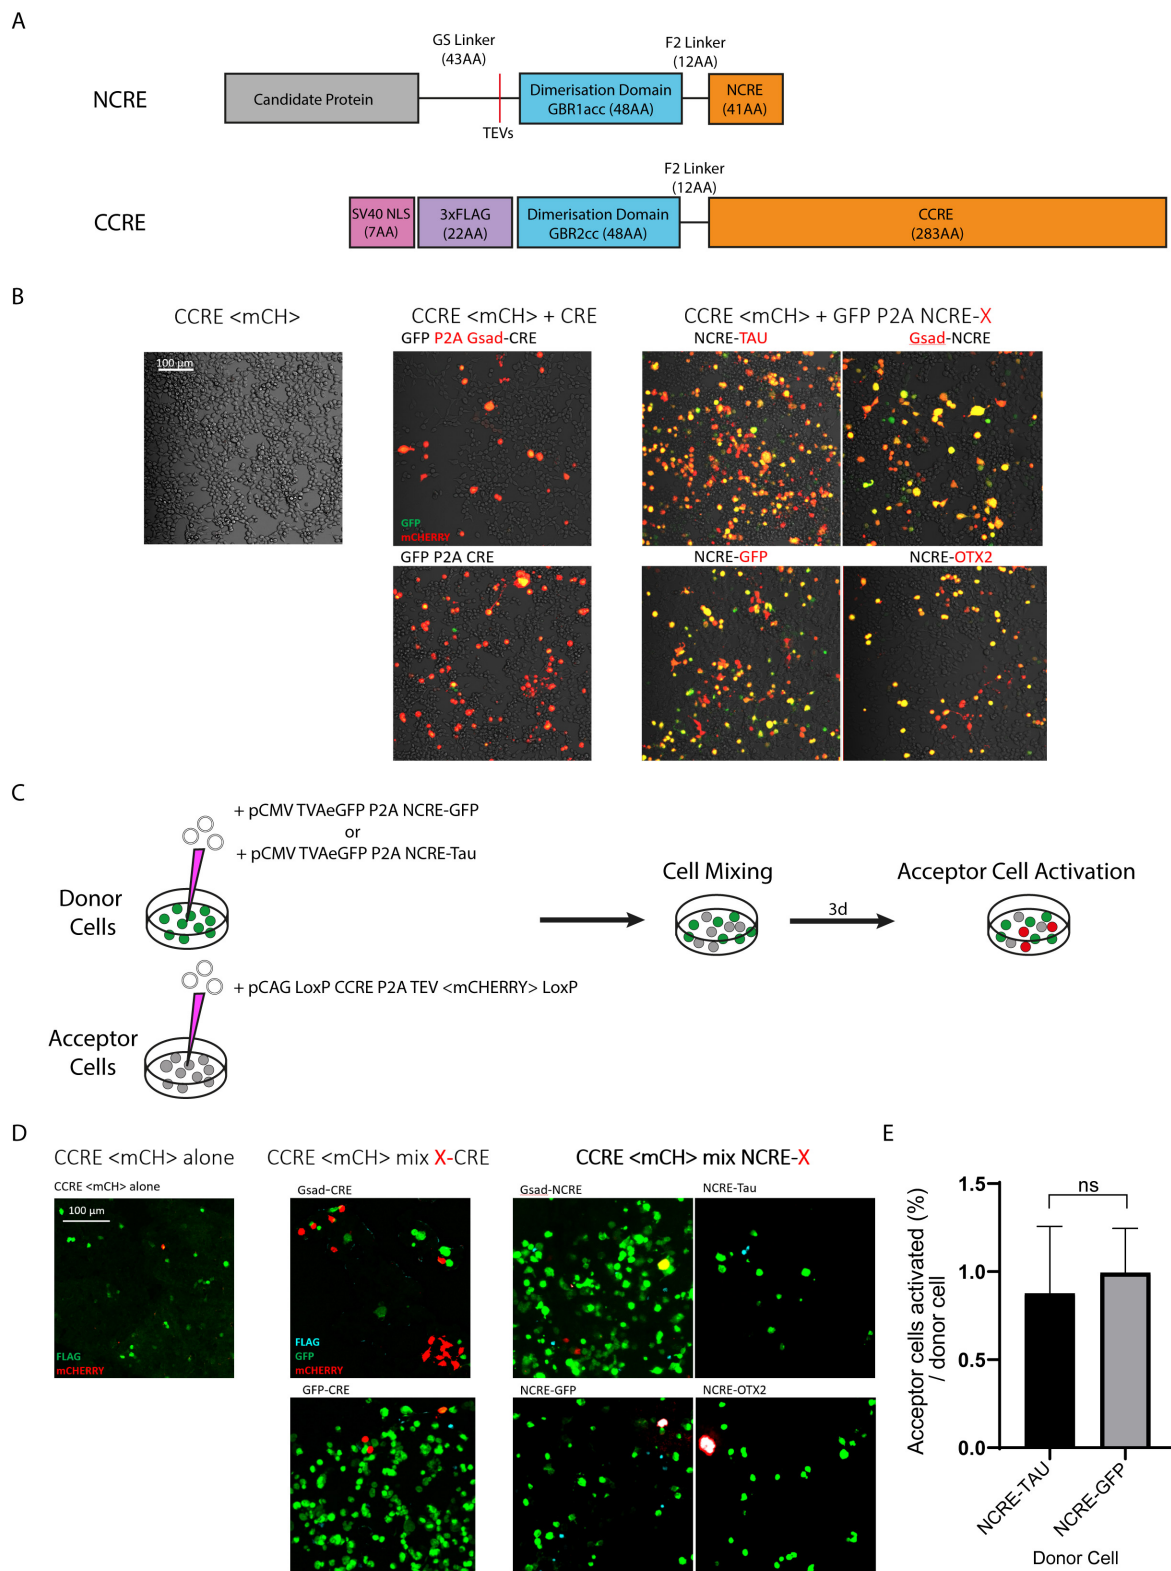 A
GS Linker
(43AA)
F2 Linker
(12AA)
NCRE
Candidate Protein
Dimerisation Domain
GBR1acc (48AA)
NCRE
(41AA)
TEVs
F2 Linker
(12AA)
CCRE
SV40 NLS
(7AA)
3xFLAG
(22AA)
Dimerisation Domain
GBR2cc (48AA)
CCRE
(283AA)
B
CCRE <mCH>
CCRE <mCH> + CRE
CCRE <mCH> + GFP P2A NCRE-X
GFP P2A Gsad-CRE
NCRE-TAU
Gsad-NCRE
100 µm
GFP
mCHERRY
GFP P2A CRE
NCRE-GFP
NCRE-OTX2
C
+ pCMV TVAeGFP P2A NCRE-GFP
or
+ pCMV TVAeGFP P2A NCRE-Tau
Donor
Cells
Cell Mixing
Acceptor Cell Activation
3d
+ pCAG LoxP CCRE P2A TEV <mCHERRY> LoxP
Acceptor
Cells
D
CCRE <mCH> alone
CCRE <mCH> mix X-CRE
CCRE <mCH> mix NCRE-X
CCRE <mCH> alone
Gsad-CRE
Gsad-NCRE
NCRE-Tau
100 µm
FLAG
mCHERRY
FLAG
GFP
mCHERRY
GFP-CRE
NCRE-GFP
NCRE-OTX2
E
Acceptor cells activated (%)
/ donor cell
1.5
1.0
0.5
0.0
ns
NCRE-TAU
NCRE-GFP
Donor Cell